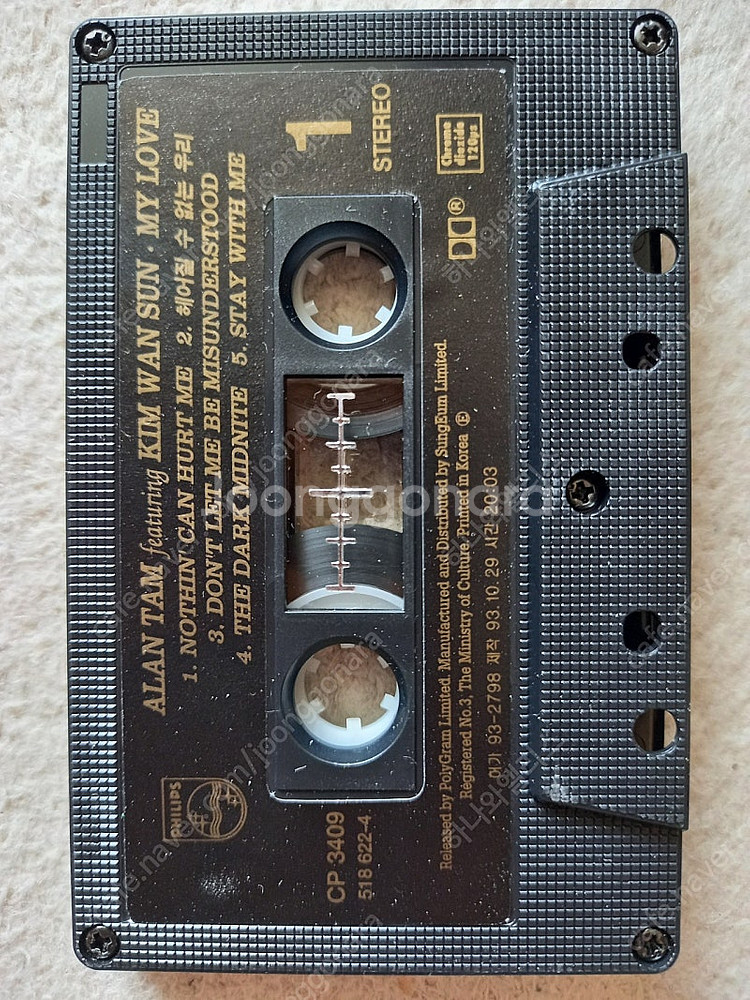 ALAN TAM featuring KIM WAN SUN · MY LOVE
1. NOTHIN' CAN HURT ME 2. 헤어질 수 없는 우리
3. DON'T LET ME BE MISUNDERSTOOD
4. THE DARK MIDNITE 5. STAY WITH ME
1
STEREO
PHILIPS
CP 3409
518 622-4
Chrome
dioxide
120µs
Released by PolyGram Limited. Manufactured and Distributed by SungEum Limited.
Registered No.3, The Ministry of Culture. Printed in Korea Ⓔ
허가 93-2798 제작 93.10.29
joonggonara